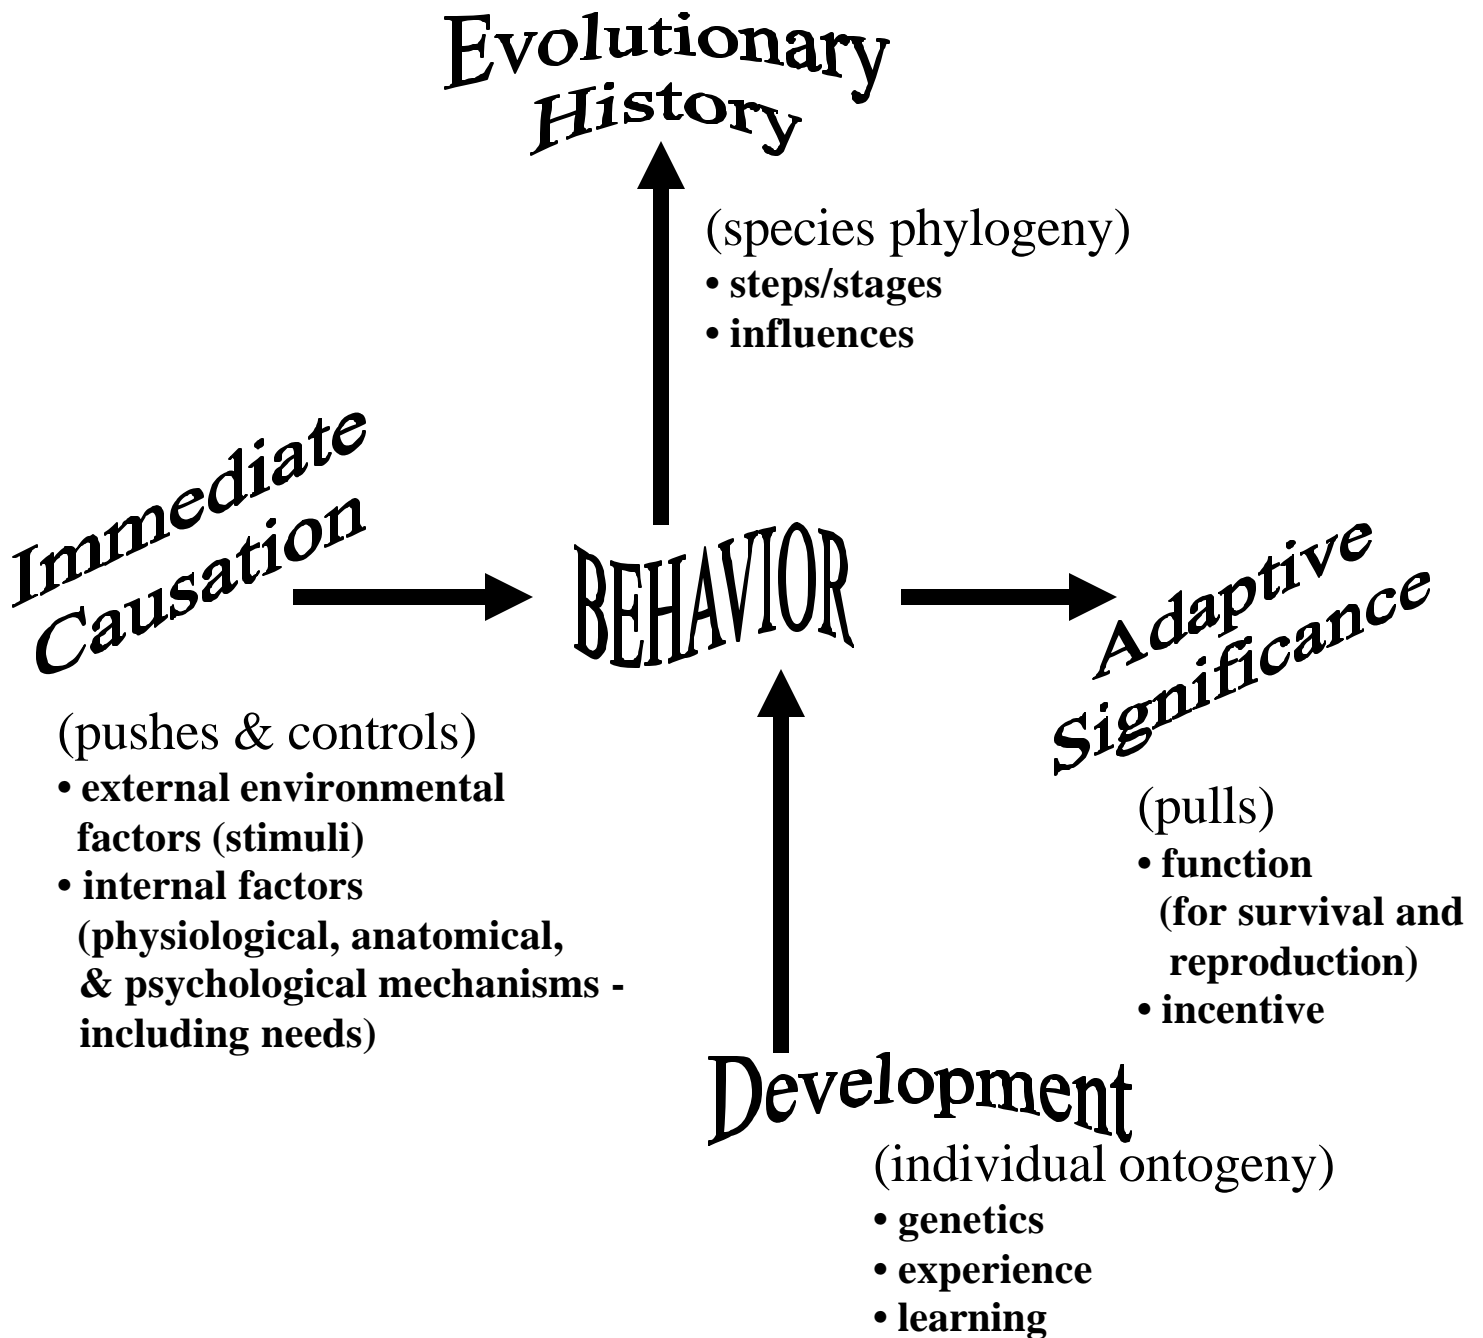 Evolutionary
History
(species phylogeny)
• steps/stages
• influences
Immediate
Causation
BEHAVIOR
Adaptive
Significance
(pushes & controls)
• external environmental
factors (stimuli)
• internal factors
(physiological, anatomical,
& psychological mechanisms -
including needs)
(pulls)
• function
(for survival and
reproduction)
• incentive
Development
(individual ontogeny)
• genetics
• experience
• learning